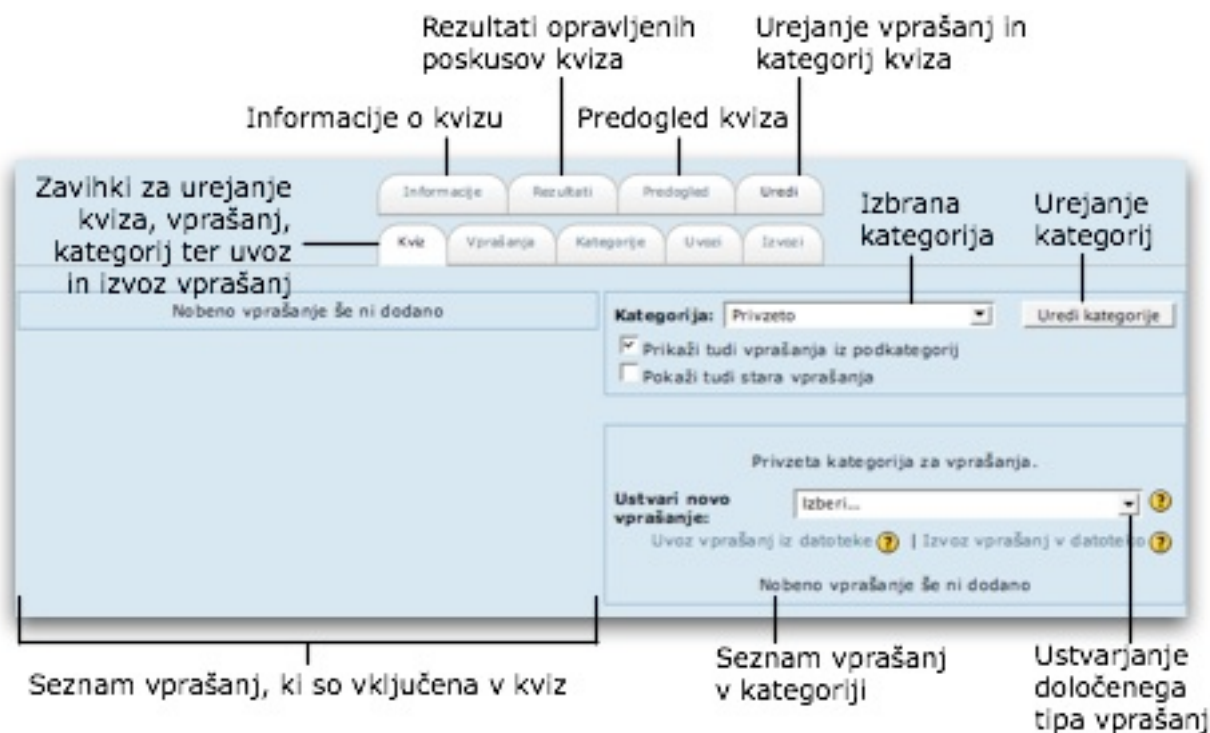 Rezultati opravljenih
poskusov kviza
Urejanje vprašanj in
kategorij kviza
Informacije o kvizu
Predogled kviza
Zavihki za urejanje
kviza, vprašanj,
kategorij ter uvoz
in izvoz vprašanj
Informacije
Rezultati
Predogled
Uredi
Kviz
Vprašanja
Kategorije
Uvozi
Izvozi
Izbrana
kategorija
Urejanje
kategorij
Nobeno vprašanje še ni dodano
Kategorija: Privzeto
Uredi kategorije
Prikaži tudi vprašanja iz podkategorij
Pokaži tudi stara vprašanja
Privzeta kategorija za vprašanja.
Ustvari novo
vprašanje:
Izberi...
Uvoz vprašanj iz datoteke ? | Izvoz vprašanj v datoteko ?
Nobeno vprašanje še ni dodano
Seznam vprašanj, ki so vključena v kviz
Seznam vprašanj
v kategoriji
Ustvarjanje
določenega
tipa vprašanj